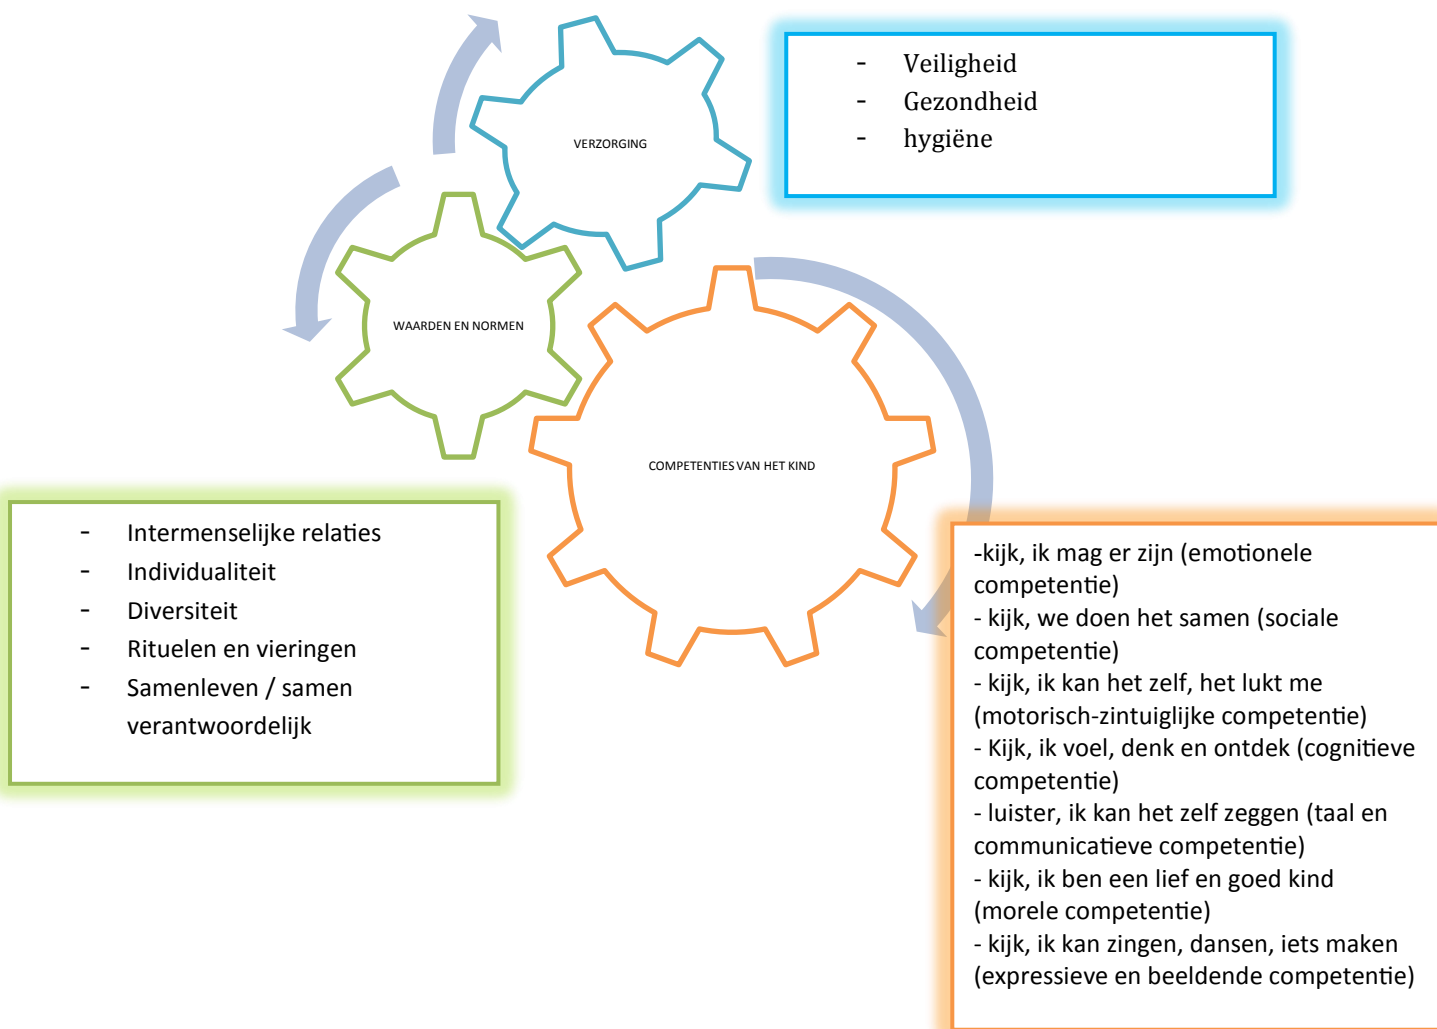 - Veiligheid
- Gezondheid
- hygiëne
VERZORGING
WAARDEN EN NORMEN
COMPETENTIES VAN HET KIND
- Intermenselijke relaties
- Individualiteit
- Diversiteit
- Rituelen en vieringen
- Samenleven / samen
verantwoordelijk
-kijk, ik mag er zijn (emotionele
competentie)
- kijk, we doen het samen (sociale
competentie)
- kijk, ik kan het zelf, het lukt me
(motorisch-zintuiglijke competentie)
- Kijk, ik voel, denk en ontdek (cognitieve
competentie)
- luister, ik kan het zelf zeggen (taal en
communicatieve competentie)
- kijk, ik ben een lief en goed kind
(morele competentie)
- kijk, ik kan zingen, dansen, iets maken
(expressieve en beeldende competentie)